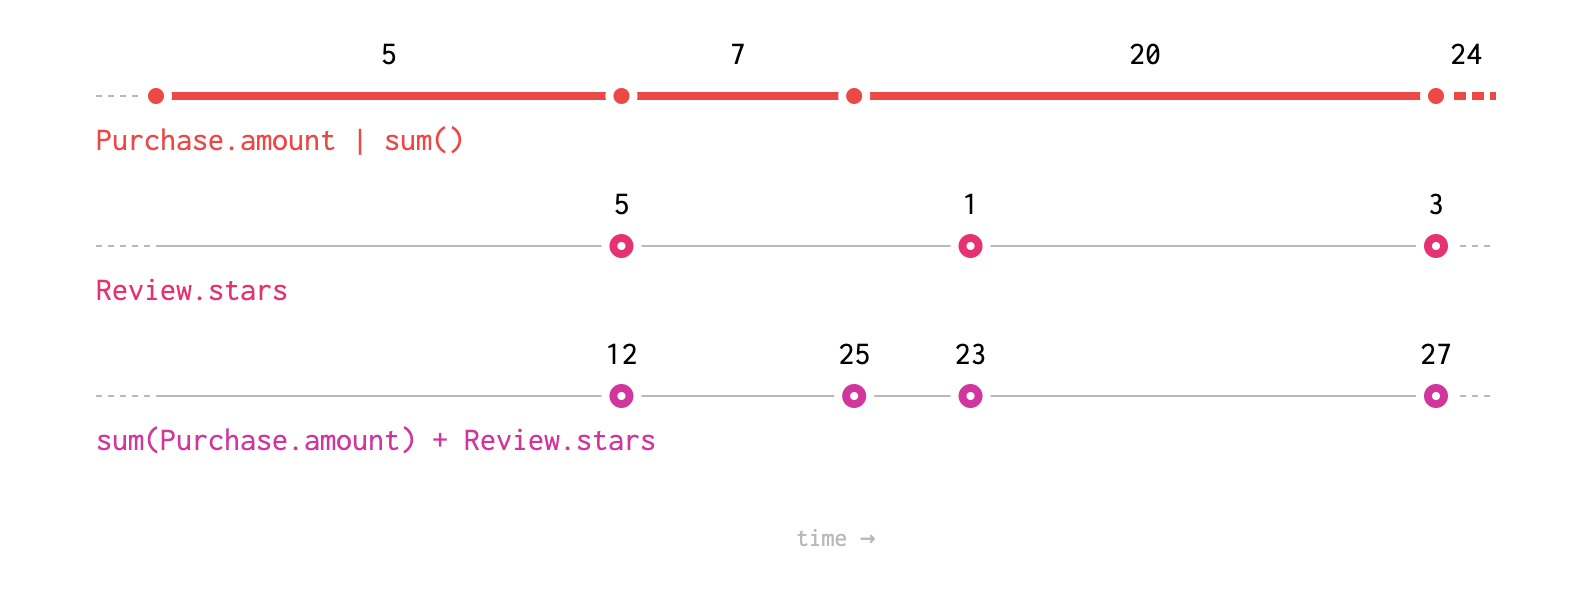 5 7 20 24
Purchase.amount | sum()
5 1 3
Review.stars
12 25 23 27
sum(Purchase.amount) + Review.stars
time →